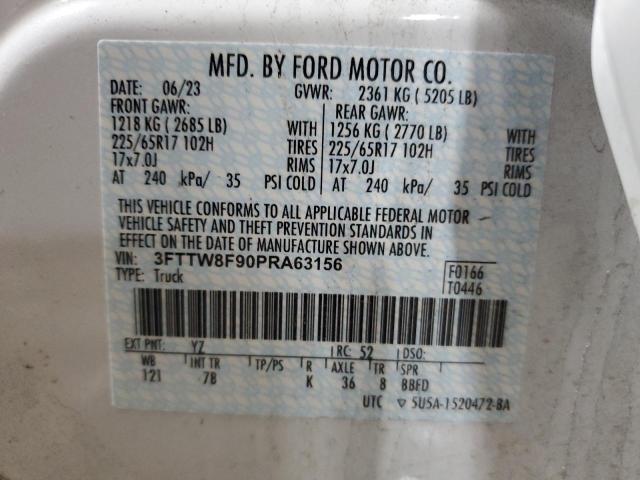 MFD. BY FORD MOTOR CO.
DATE: 06/23 GVWR: 2361 KG ( 5205 LB)
FRONT GAWR: REAR GAWR:
1218 KG ( 2685 LB) WITH 1256 KG ( 2770 LB) WITH
225/65R17 102H TIRES 225/65R17 102H TIRES
17x7.0J RIMS 17x7.0J RIMS
AT 240 kPa/ 35 PSI COLD AT 240 kPa/ 35 PSI COLD
THIS VEHICLE CONFORMS TO ALL APPLICABLE FEDERAL MOTOR
VEHICLE SAFETY AND THEFT PREVENTION STANDARDS IN
EFFECT ON THE DATE OF MANUFACTURE SHOWN ABOVE.
VIN: 3FTTW8F90PRA63156 F0166
TYPE: Truck T0446
EXT PNT: YZ RC: 52 DSO:
WB INT TR TP/PS R AXLE TR SPR
121 7B K 36 8 BBFD
UTC ▽ 5U5A-1520472-BA